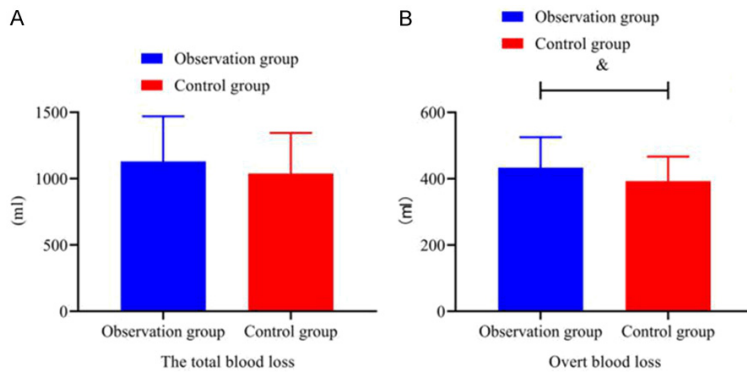 A
Observation group
Control group
(ml)
1500
1000
500
0
Observation group Control group
The total blood loss
B
Observation group
Control group
&
(ml)
600
400
200
0
Observation group Control group
Overt blood loss